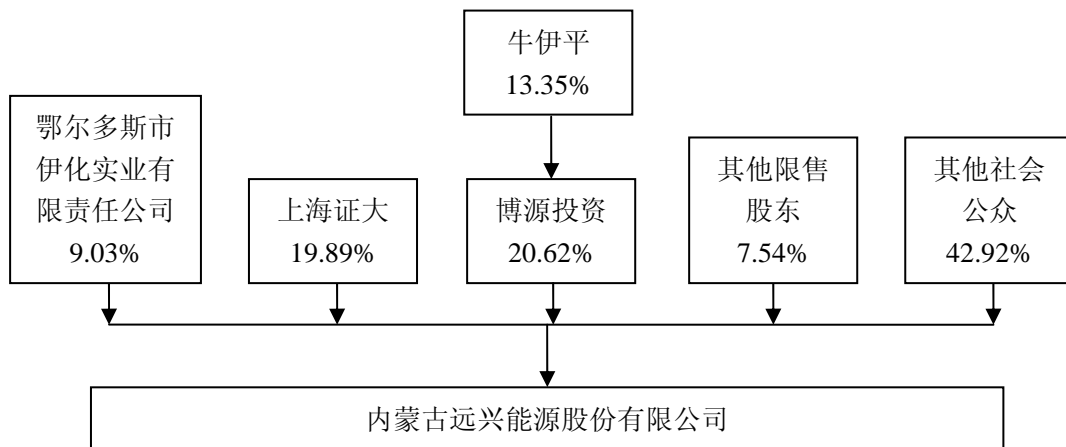 牛伊平
13.35%
鄂尔多斯市
伊化实业有
限责任公司
9.03%
上海证大
19.89%
博源投资
20.62%
其他限售
股东
7.54%
其他社会
公众
42.92%
内蒙古远兴能源股份有限公司